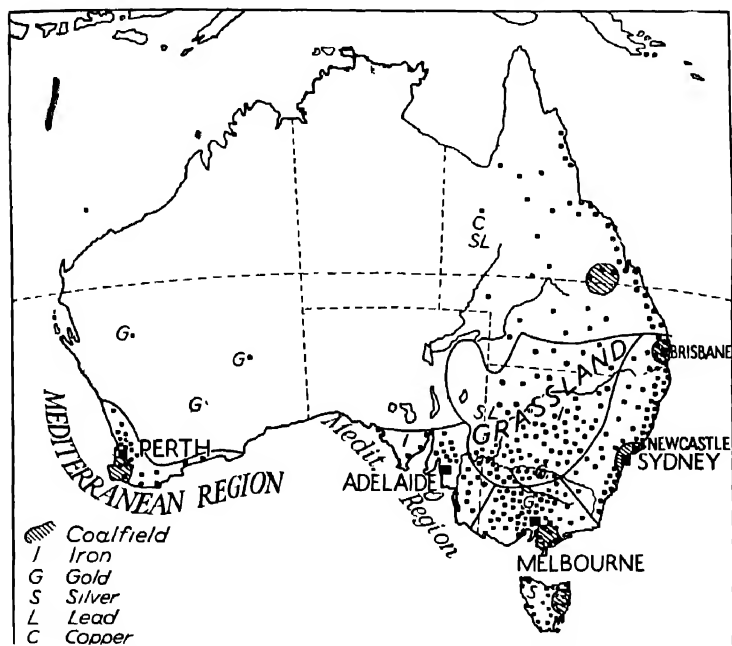 C
SL
G
G
G
BRISBANE
GRASSLAND
SL
MEDITERRANEAN REGION
PERTH
Medit. Region
I
ADELAIDE
NEWCASTLE
SYDNEY
G
G
MELBOURNE
S
Coalfield
I Iron
G Gold
S Silver
L Lead
C Copper